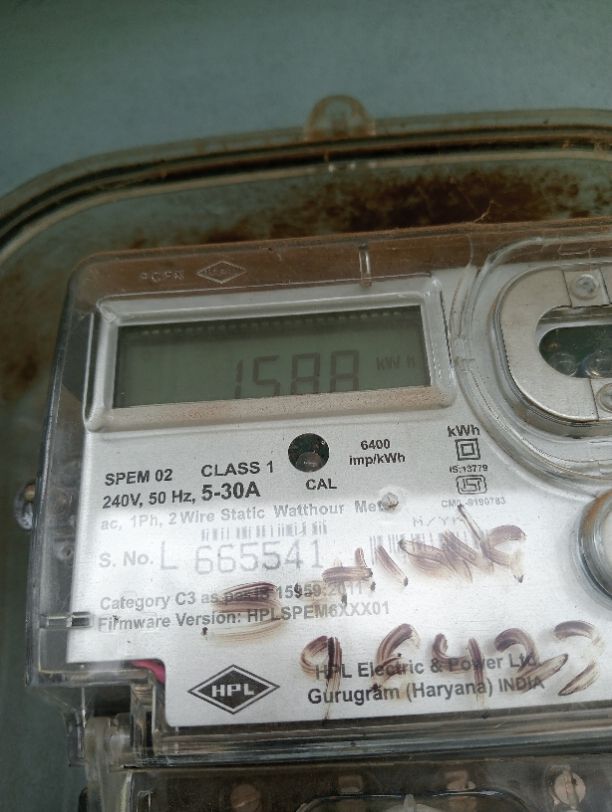 1588 kWh
6400
imp/kWh
kWh
SPEM 02 CLASS 1
CAL
IS:13779
240V, 50 Hz, 5-30A
ac, 1Ph, 2 Wire Static Watthour Meter
S. No. L 665541
Category C3 as per IS 15959:2011
Firmware Version: HPLSPEM6XXX01
96423
HPL
HPL Electric & Power Ltd.
Gurugram (Haryana) INDIA